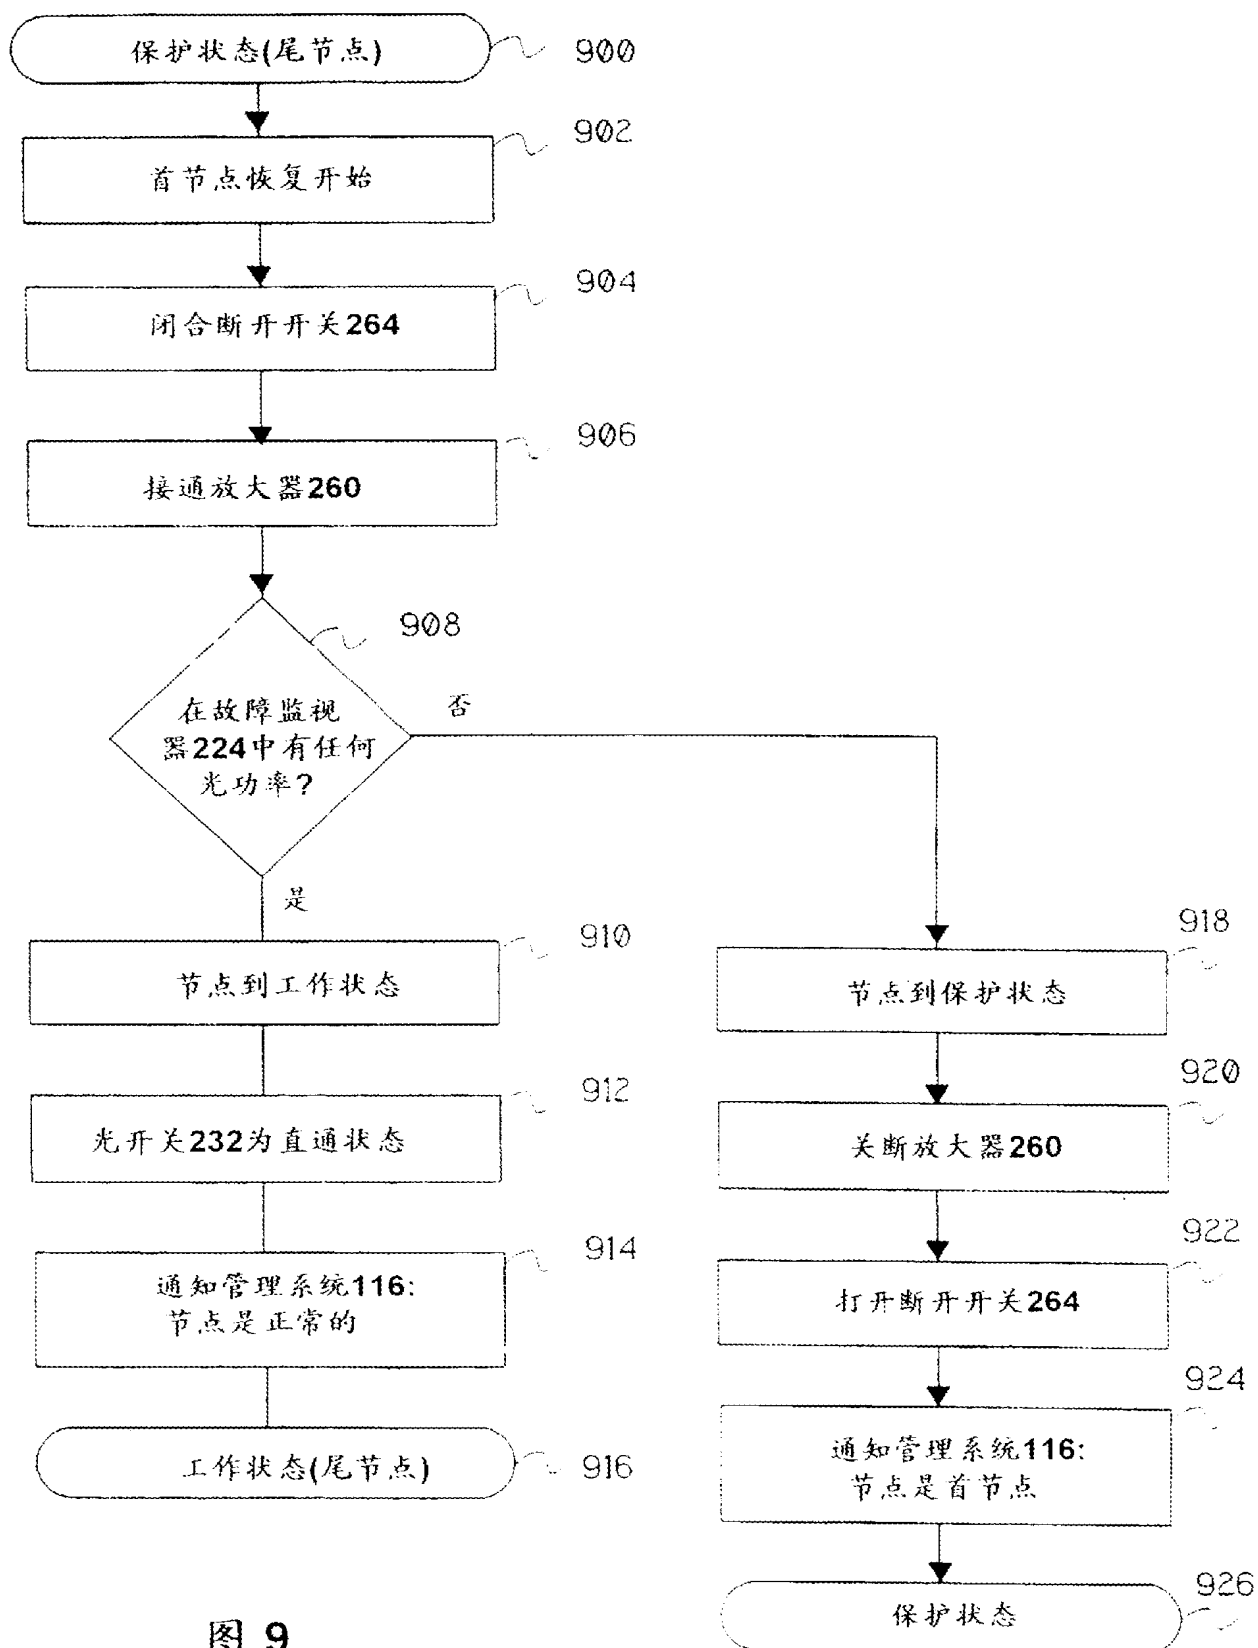 保护状态(尾节点)
900
902
首节点恢复开始
904
闭合断开开关264
906
接通放大器260
908
在故障监视
器224中有任何
光功率?
否
是
910
节点到工作状态
918
节点到保护状态
912
光开关232为直通状态
920
关断放大器260
914
通知管理系统116:
节点是正常的
922
打开断开开关264
924
通知管理系统116:
节点是首节点
工作状态(尾节点)
916
926
保护状态
图 9